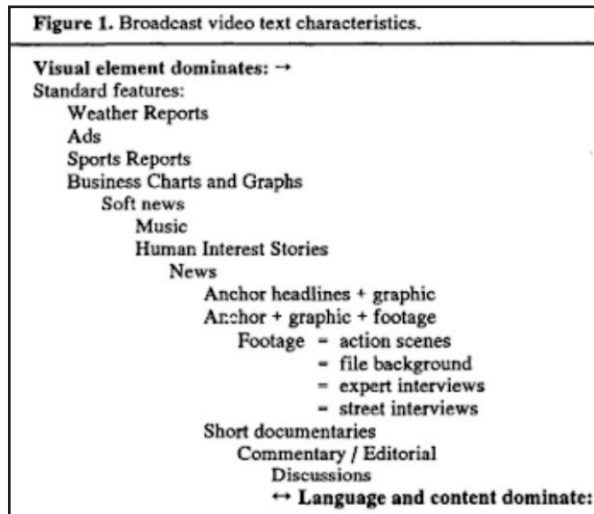 Figure 1. Broadcast video text characteristics.
Visual element dominates: →
Standard features:
Weather Reports
Ads
Sports Reports
Business Charts and Graphs
Soft news
Music
Human Interest Stories
News
Anchor headlines + graphic
Anchor + graphic + footage
Footage = action scenes
= file background
= expert interviews
= street interviews
Short documentaries
Commentary / Editorial
Discussions
↔ Language and content dominate: